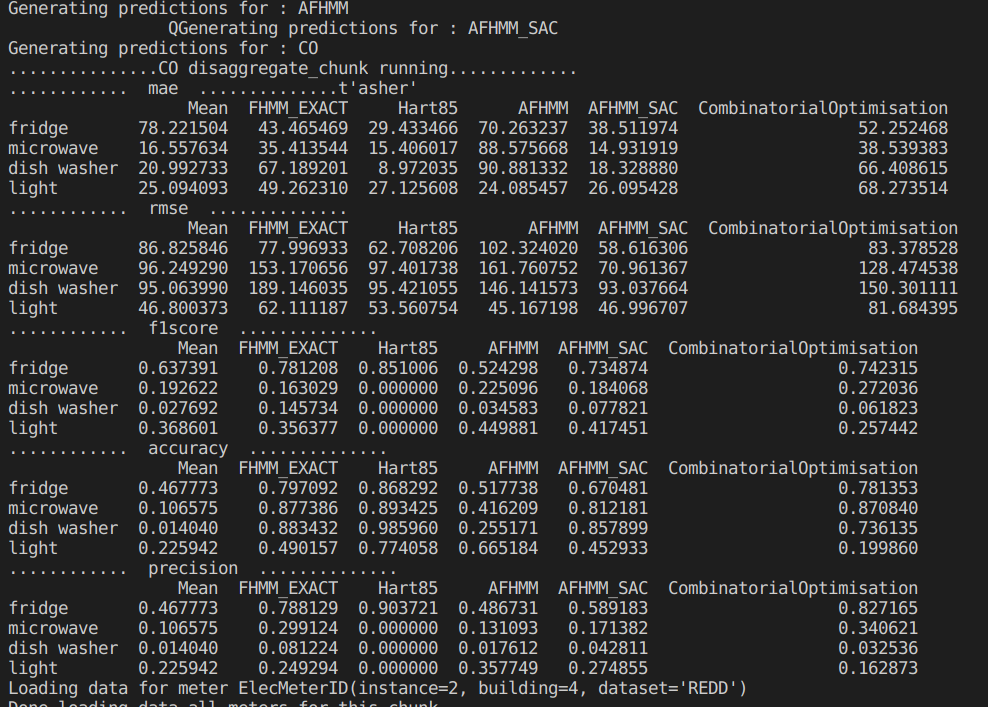 Generating predictions for : AFHMM
                QGenerating predictions for : AFHMM_SAC
Generating predictions for : CO
...............CO disaggregate_chunk running.............
............  mae  ..............t'asher'
                  Mean  FHMM_EXACT     Hart85      AFHMM  AFHMM_SAC  CombinatorialOptimisation
fridge       78.221504   43.465469  29.433466  70.263237  38.511974                  52.252468
microwave    16.557634   35.413544  15.406017  88.575668  14.931919                  38.539383
dish washer  20.992733   67.189201   8.972035  90.881332  18.328880                  66.408615
light        25.094093   49.262310  27.125608  24.085457  26.095428                  68.273514
............  rmse  ..............
                  Mean  FHMM_EXACT     Hart85       AFHMM  AFHMM_SAC  CombinatorialOptimisation
fridge       86.825846   77.996933  62.708206  102.324020  58.616306                  83.378528
microwave    96.249290  153.170656  97.401738  161.760752  70.961367                 128.474538
dish washer  95.063990  189.146035  95.421055  146.141573  93.037664                 150.301111
light        46.800373   62.111187  53.560754   45.167198  46.996707                  81.684395
............  f1score  ..............
                 Mean  FHMM_EXACT    Hart85     AFHMM  AFHMM_SAC  CombinatorialOptimisation
fridge       0.637391    0.781208  0.851006  0.524298   0.734874                   0.742315
microwave    0.192622    0.163029  0.000000  0.225096   0.184068                   0.272036
dish washer  0.027692    0.145734  0.000000  0.034583   0.077821                   0.061823
light        0.368601    0.356377  0.000000  0.449881   0.417451                   0.257442
............  accuracy  ..............
                 Mean  FHMM_EXACT    Hart85     AFHMM  AFHMM_SAC  CombinatorialOptimisation
fridge       0.467773    0.797092  0.868292  0.517738   0.670481                   0.781353
microwave    0.106575    0.877386  0.893425  0.416209   0.812181                   0.870840
dish washer  0.014040    0.883432  0.985960  0.255171   0.857899                   0.736135
light        0.225942    0.490157  0.774058  0.665184   0.452933                   0.199860
............  precision  ..............
                 Mean  FHMM_EXACT    Hart85     AFHMM  AFHMM_SAC  CombinatorialOptimisation
fridge       0.467773    0.788129  0.903721  0.486731   0.589183                   0.827165
microwave    0.106575    0.299124  0.000000  0.131093   0.171382                   0.340621
dish washer  0.014040    0.081224  0.000000  0.017612   0.042811                   0.032536
light        0.225942    0.249294  0.000000  0.357749   0.274855                   0.162873
Loading data for meter ElecMeterID(instance=2, building=4, dataset='REDD')
Done loading data all meters for this chunk.